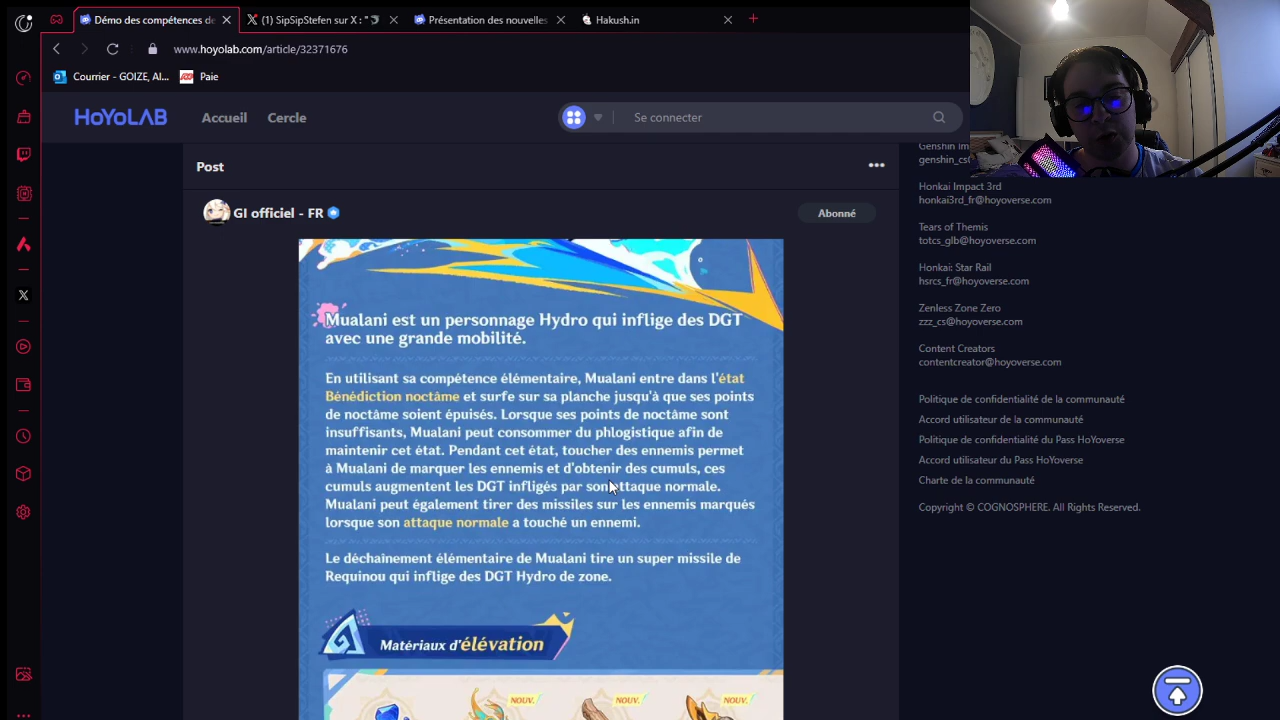 Démo des compétences de
(1) SipSipStefen sur X : "
Présentation des nouvelles
Hakush.in
www.hoyolab.com/article/32371676
Courrier - GOIZE, Al...
Paie
HoYoLAB
Accueil
Cercle
Se connecter
Post
GI officiel - FR
Abonné
Mualani est un personnage Hydro qui inflige des DGT
avec une grande mobilité.
En utilisant sa compétence élémentaire, Mualani entre dans l'état
Bénédiction noctâme et surfe sur sa planche jusqu'à que ses points
de noctâme soient épuisés. Lorsque ses points de noctâme sont
insuffisants, Mualani peut consommer du phlogistique afin de
maintenir cet état. Pendant cet état, toucher des ennemis permet
à Mualani de marquer les ennemis et d'obtenir des cumuls, ces
cumuls augmentent les DGT infligés par son attaque normale.
Mualani peut également tirer des missiles sur les ennemis marqués
lorsque son attaque normale a touché un ennemi.
Le déchaînement élémentaire de Mualani tire un super missile de
Requinou qui inflige des DGT Hydro de zone.
Matériaux d'élévation
NOUV.
NOUV.
NOUV.
Genshin Im
genshin_cs
Honkai Impact 3rd
honkai3rd_fr@hoyoverse.com
Tears of Themis
totcs_glb@hoyoverse.com
Honkai: Star Rail
hsrcs_fr@hoyoverse.com
Zenless Zone Zero
zzz_cs@hoyoverse.com
Content Creators
contentcreator@hoyoverse.com
Politique de confidentialité de la communauté
Accord utilisateur de la communauté
Politique de confidentialité du Pass HoYoverse
Accord utilisateur du Pass HoYoverse
Charte de la communauté
Copyright © COGNOSPHERE. All Rights Reserved.